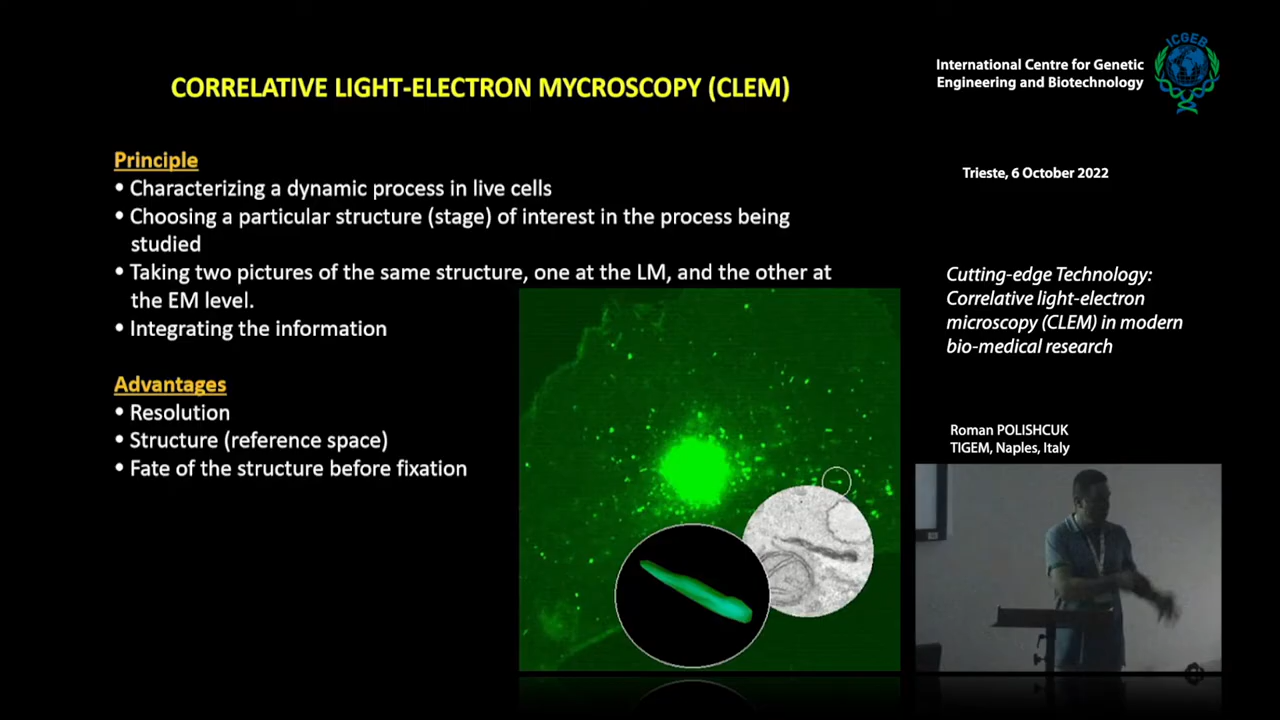 CORRELATIVE LIGHT-ELECTRON MYCROSCOPY (CLEM)
Principle
• Characterizing a dynamic process in live cells
• Choosing a particular structure (stage) of interest in the process being
studied
• Taking two pictures of the same structure, one at the LM, and the other at
the EM level.
• Integrating the information
Advantages
• Resolution
• Structure (reference space)
• Fate of the structure before fixation
International Centre for Genetic
Engineering and Biotechnology
ICGEB
Trieste, 6 October 2022
Cutting-edge Technology:
Correlative light-electron
microscopy (CLEM) in modern
bio-medical research
Roman POLISHCUK
TIGEM, Naples, Italy